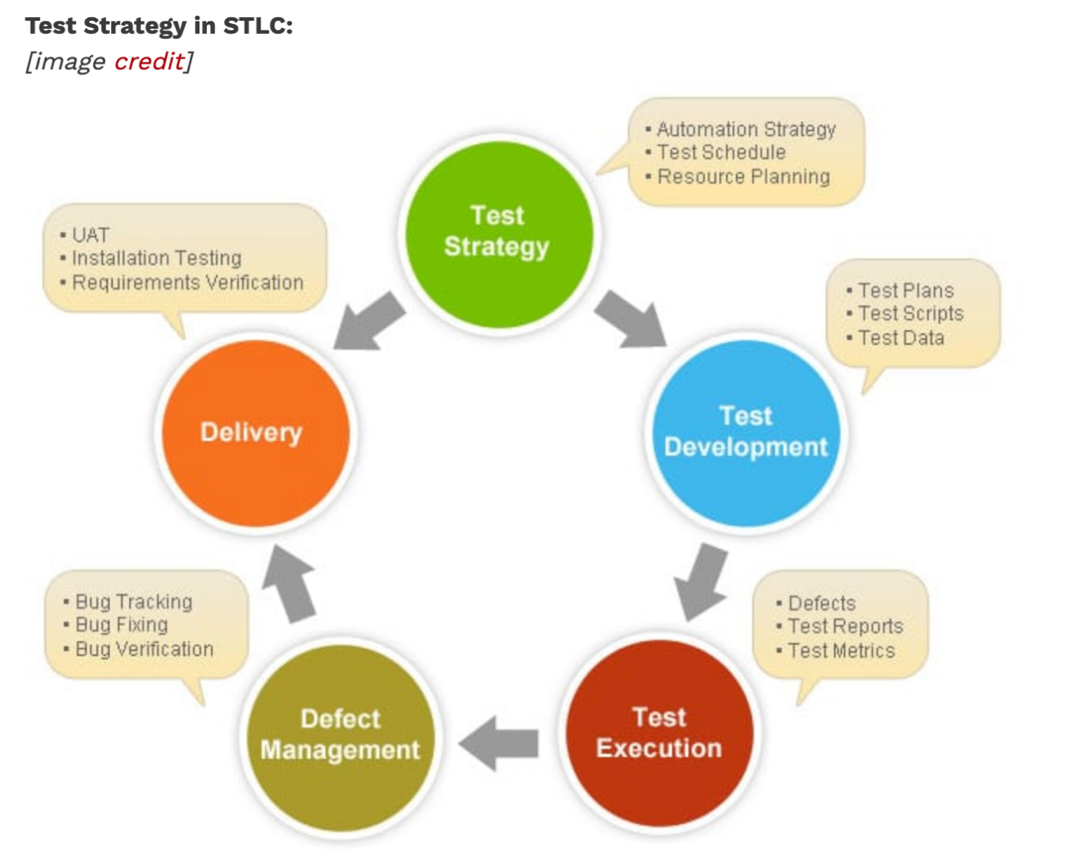 Test Strategy in STLC:
[image credit]
▪ Automation Strategy
▪ Test Schedule
▪ Resource Planning
Test
Strategy
▪ UAT
▪ Installation Testing
▪ Requirements Verification
▪ Test Plans
▪ Test Scripts
▪ Test Data
Delivery
Test
Development
▪ Bug Tracking
▪ Bug Fixing
▪ Bug Verification
▪ Defects
▪ Test Reports
▪ Test Metrics
Defect
Management
Test
Execution